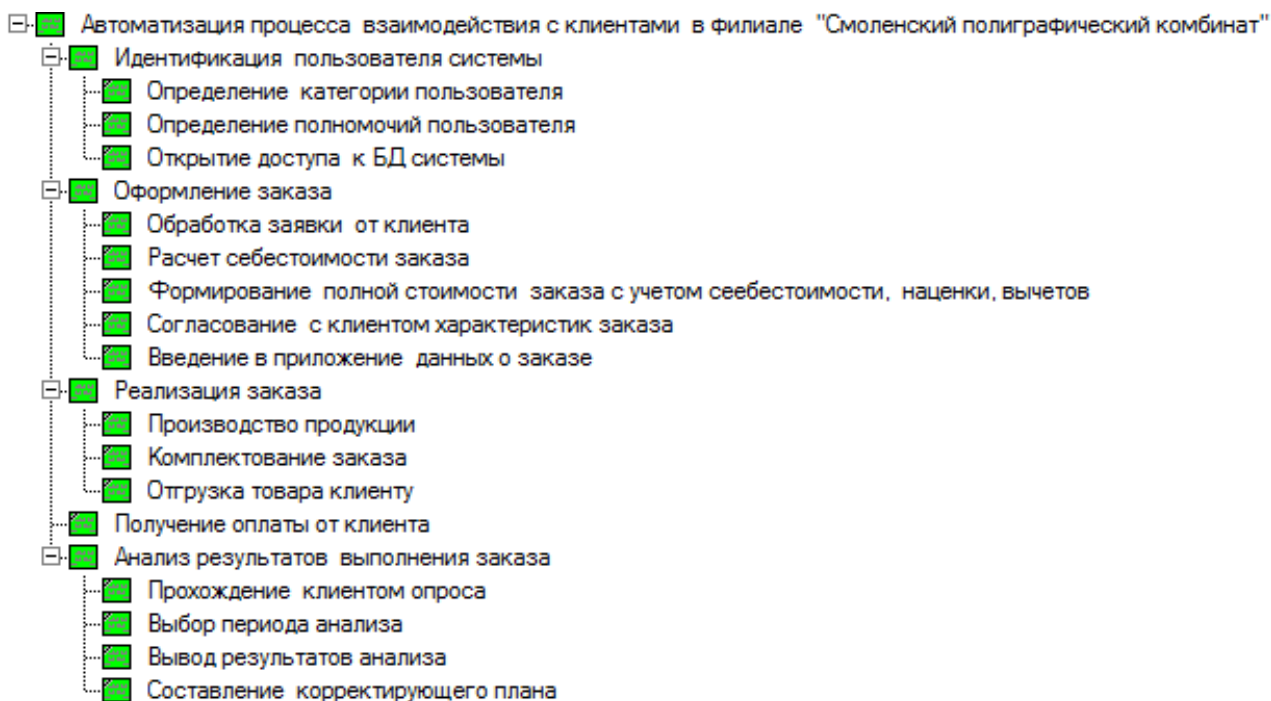 Автоматизация процесса взаимодействия с клиентами в филиале "Смоленский полиграфический комбинат"
Идентификация пользователя системы
Определение категории пользователя
Определение полномочий пользователя
Открытие доступа к БД системы
Оформление заказа
Обработка заявки от клиента
Расчет себестоимости заказа
Формирование полной стоимости заказа с учетом сеебестоимости, наценки, вычетов
Согласование с клиентом характеристик заказа
Введение в приложение данных о заказе
Реализация заказа
Производство продукции
Комплектование заказа
Отгрузка товара клиенту
Получение оплаты от клиента
Анализ результатов выполнения заказа
Прохождение клиентом опроса
Выбор периода анализа
Вывод результатов анализа
Составление корректирующего плана